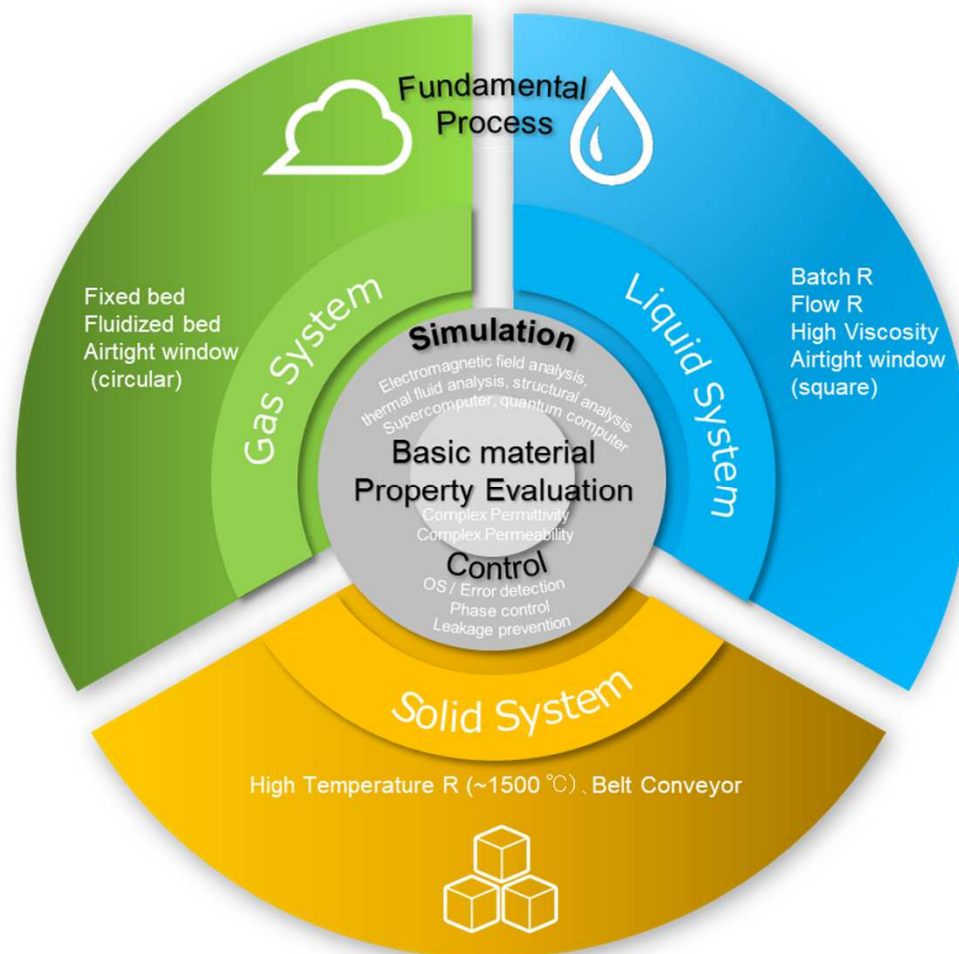 Fundamental
Process
Fixed bed
Fluidized bed
Airtight window
(circular)
Gas System
Batch R
Flow R
High Viscosity
Airtight window
(square)
Liquid System
Simulation
Electromagnetic field analysis,
thermal fluid analysis, structural analysis
Supercomputer, quantum computer
Basic material
Property Evaluation
Complex Permittivity
Complex Permeability
Control
OS / Error detection
Phase control
Leakage prevention
Solid System
High Temperature R (~1500 ℃)、Belt Conveyor